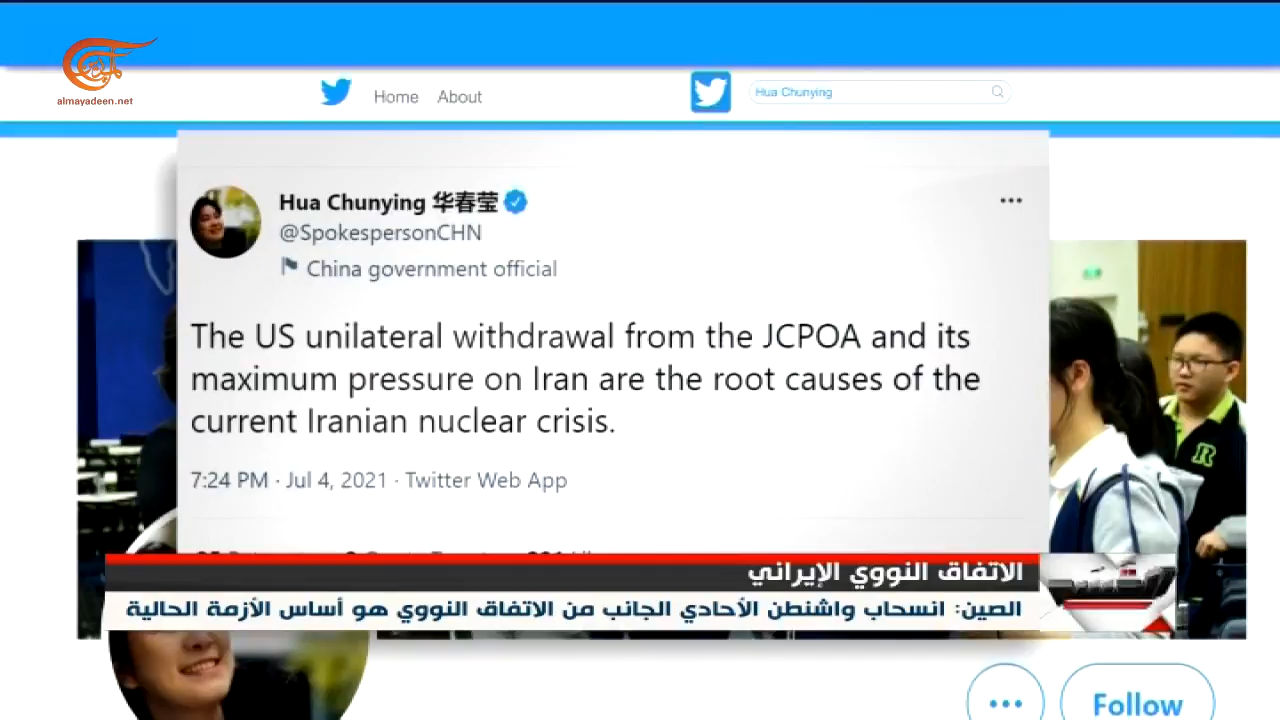 الميادين
almayadeen.net
Home About
Hua Chunying
Hua Chunying 华春莹
@SpokespersonCHN
China government official
The US unilateral withdrawal from the JCPOA and its
maximum pressure on Iran are the root causes of the
current Iranian nuclear crisis.
7:24 PM · Jul 4, 2021 · Twitter Web App
R
الاتفاق النووي الإيراني
الصين: انسحاب واشنطن الأحادي الجانب من الاتفاق النووي هو أساس الأزمة الحالية
Follow